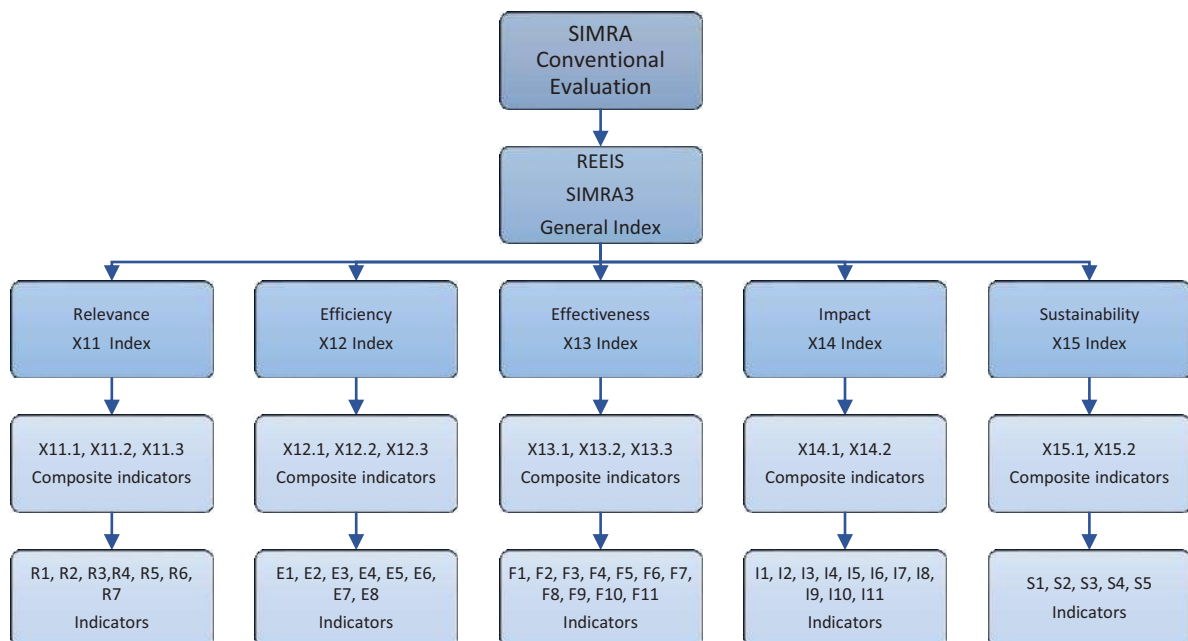 SIMRA
Conventional
Evaluation
REEIS
SIMRA3
General Index
Relevance
X11 Index
Efficiency
X12 Index
Effectiveness
X13 Index
Impact
X14 Index
Sustainability
X15 Index
X11.1, X11.2, X11.3
Composite indicators
X12.1, X12.2, X12.3
Composite indicators
X13.1, X13.2, X13.3
Composite indicators
X14.1, X14.2
Composite indicators
X15.1, X15.2
Composite indicators
R1, R2, R3,R4, R5, R6,
R7
Indicators
E1, E2, E3, E4, E5, E6,
E7, E8
Indicators
F1, F2, F3, F4, F5, F6, F7,
F8, F9, F10, F11
Indicators
I1, I2, I3, I4, I5, I6, I7, I8,
I9, I10, I11
Indicators
S1, S2, S3, S4, S5
Indicators